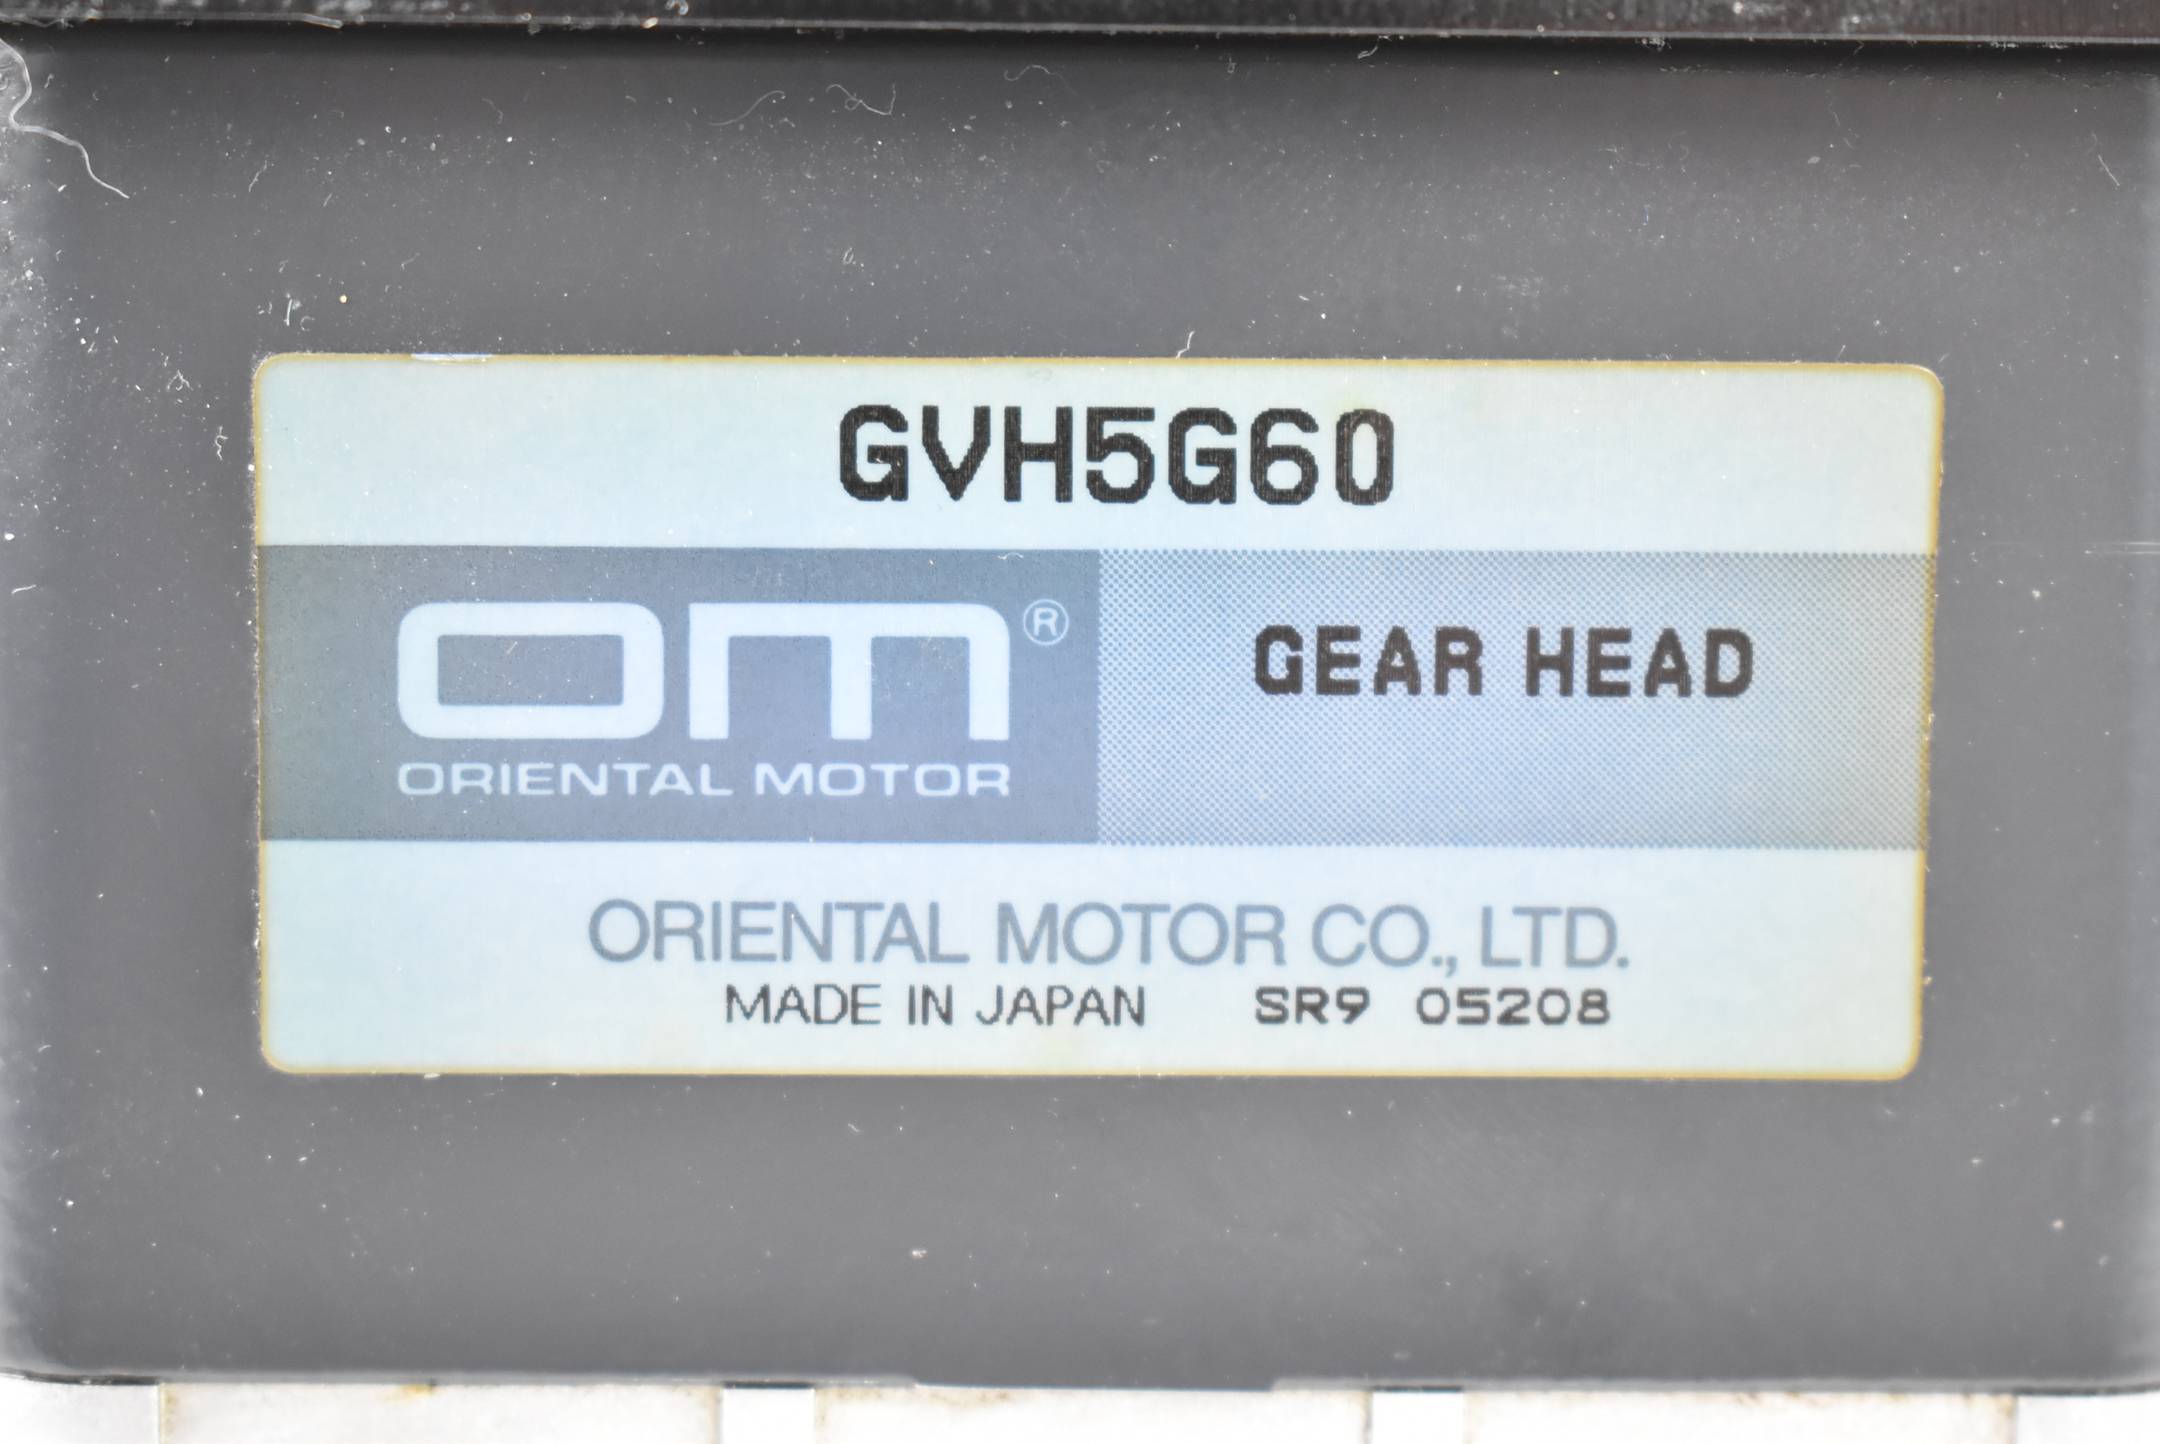 GVH5G60
om®
GEAR HEAD
ORIENTAL MOTOR
ORIENTAL MOTOR CO., LTD.
MADE IN JAPAN SR9 05208